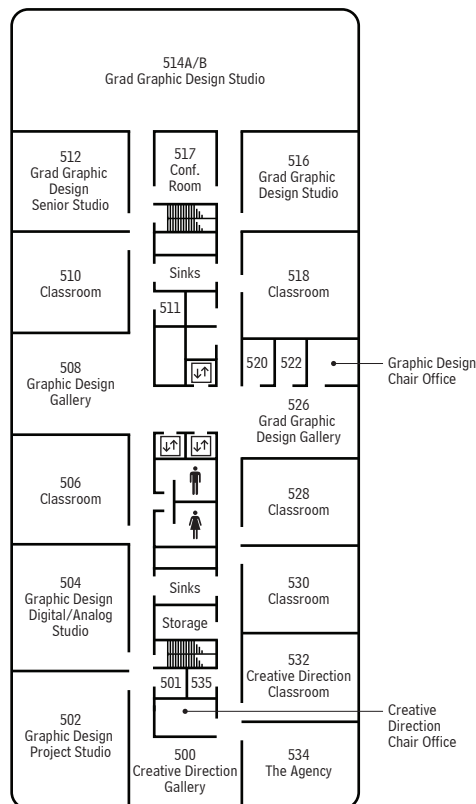 514A/B
Grad Graphic Design Studio
512
Grad Graphic
Design
Senior Studio
517
Conf.
Room
516
Grad Graphic
Design Studio
510
Classroom
Sinks
518
Classroom
511
508
Graphic Design
Gallery
520
522
Graphic Design
Chair Office
526
Grad Graphic
Design Gallery
506
Classroom
528
Classroom
504
Graphic Design
Digital/Analog
Studio
Sinks
530
Classroom
Storage
532
Creative Direction
Classroom
501
535
502
Graphic Design
Project Studio
Creative
Direction
Chair Office
500
Creative Direction
Gallery
534
The Agency